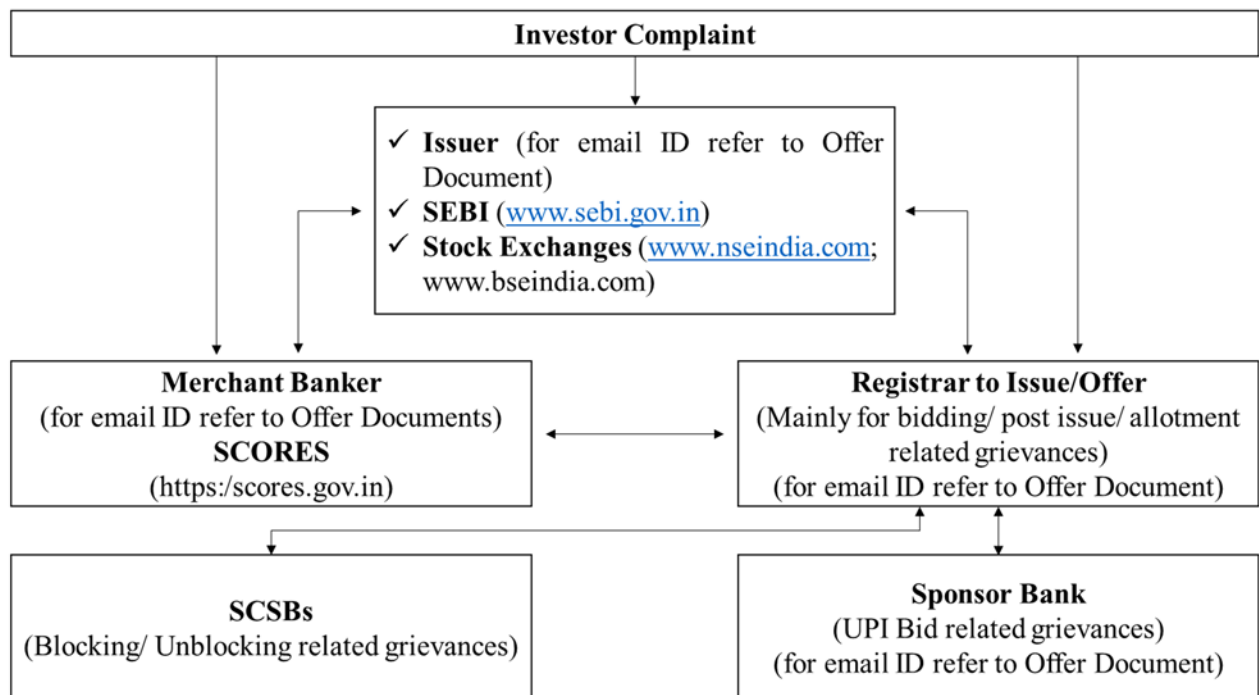 Investor Complaint
✓ Issuer (for email ID refer to Offer
Document)
✓ SEBI (www.sebi.gov.in)
✓ Stock Exchanges (www.nseindia.com;
www.bseindia.com)
Merchant Banker
(for email ID refer to Offer Documents)
SCORES
(https:/scores.gov.in)
Registrar to Issue/Offer
(Mainly for bidding/ post issue/ allotment
related grievances)
(for email ID refer to Offer Document)
SCSBs
(Blocking/ Unblocking related grievances)
Sponsor Bank
(UPI Bid related grievances)
(for email ID refer to Offer Document)